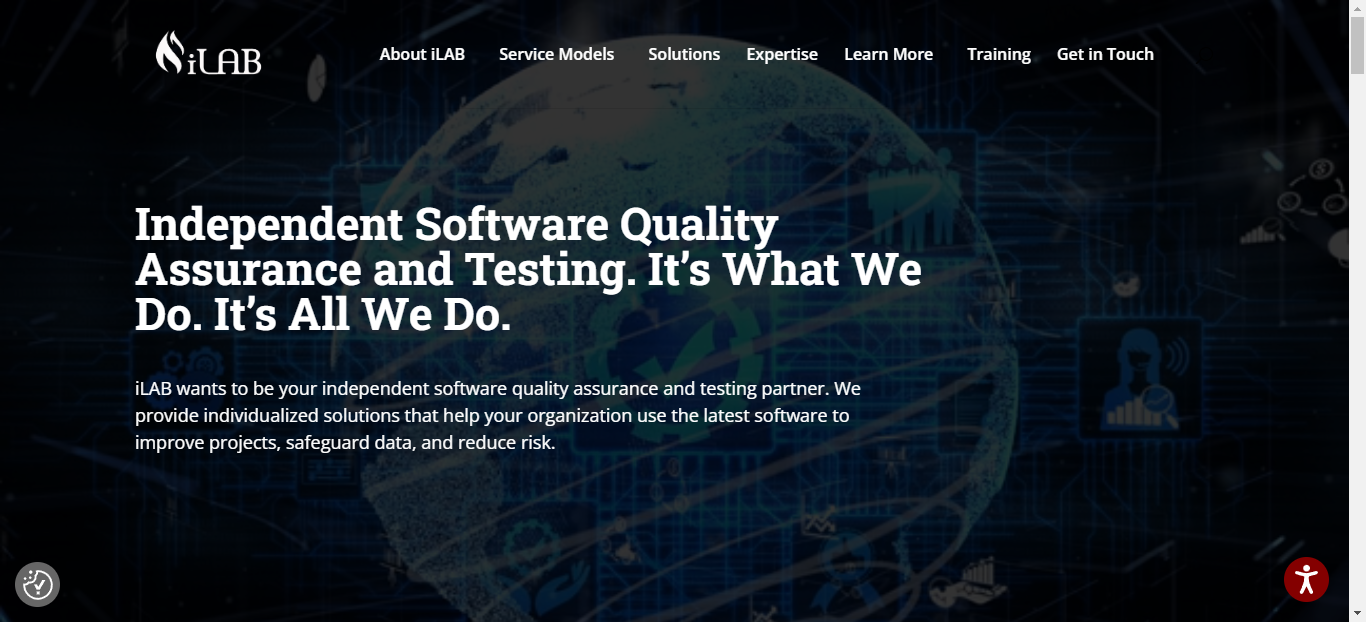 iLAB
About iLAB Service Models Solutions Expertise Learn More Training Get in Touch
Independent Software Quality
Assurance and Testing. It’s What We
Do. It’s All We Do.
iLAB wants to be your independent software quality assurance and testing partner. We
provide individualized solutions that help your organization use the latest software to
improve projects, safeguard data, and reduce risk.